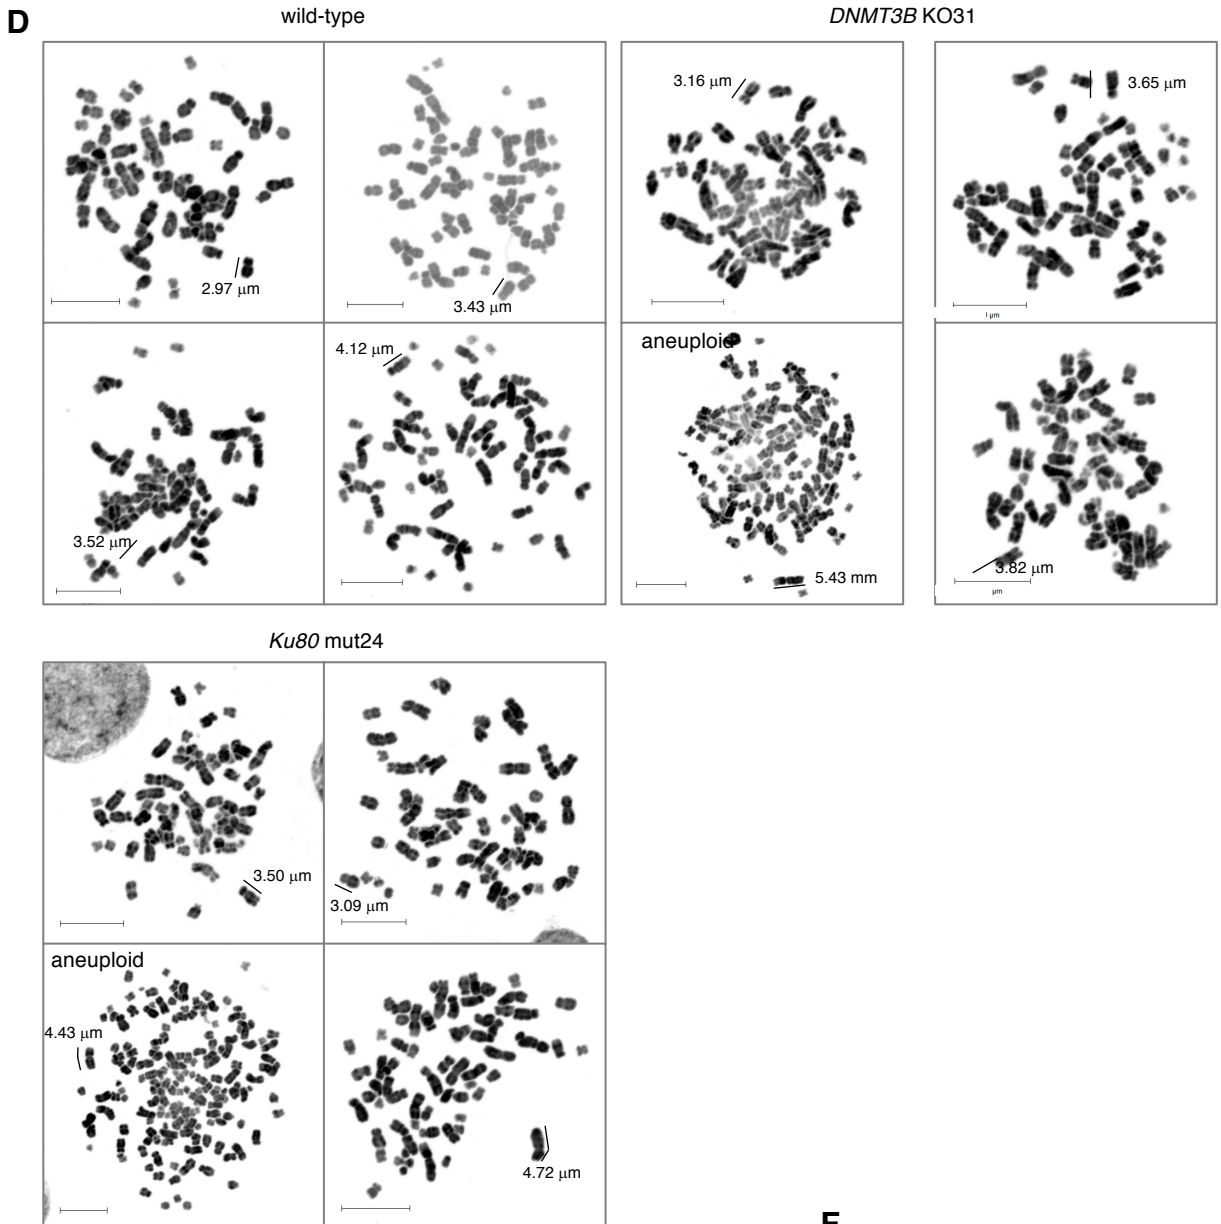 D
wild-type
DNMT3B KO31
2.97 μm
3.43 μm
3.16 μm
3.65 μm
3.52 μm
4.12 μm
aneuploid
5.43 mm
3.82 μm
μm
Ku80 mut24
3.50 μm
3.09 μm
aneuploid
4.43 μm
4.72 μm